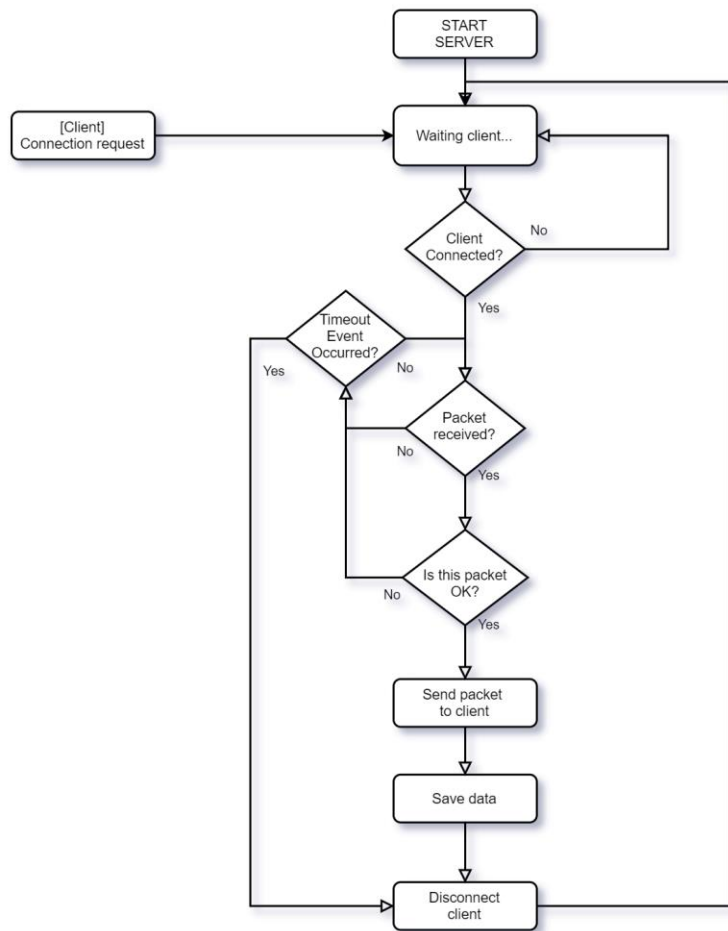 START
SERVER
[Client]
Connection request
Waiting client...
Client
Connected?
No
Yes
Timeout
Event
Occurred?
Yes
No
Packet
received?
No
Yes
Is this packet
OK?
No
Yes
Send packet
to client
Save data
Disconnect
client